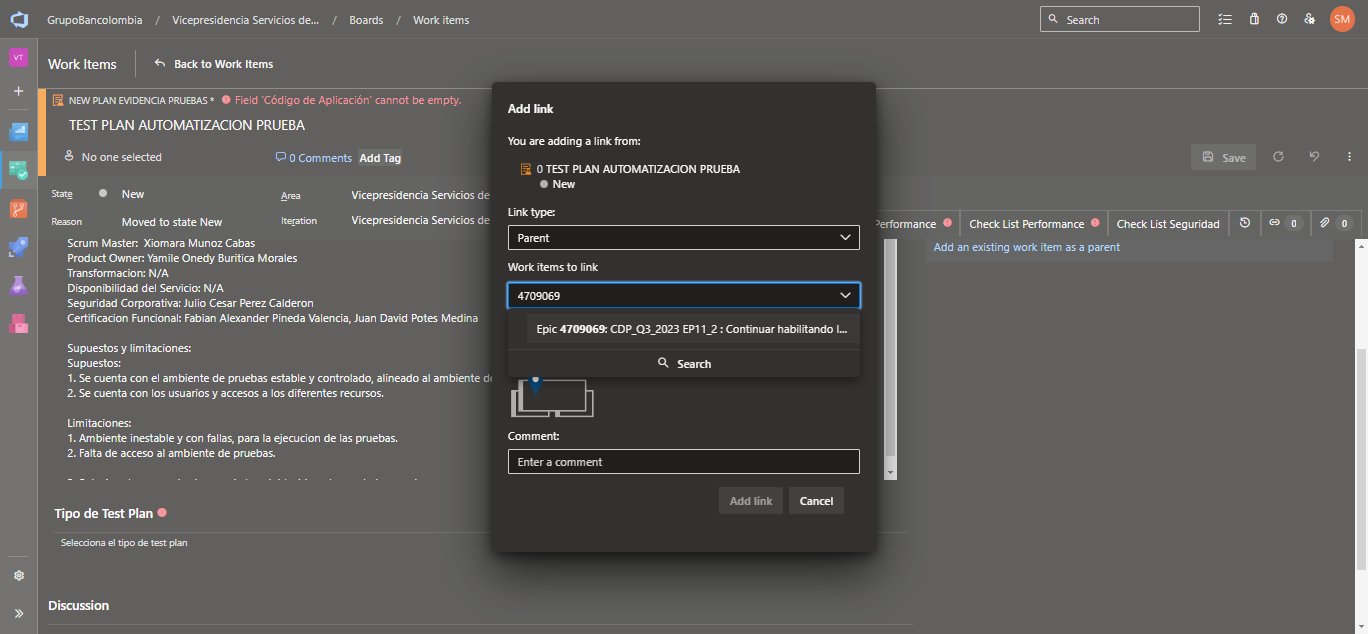 GrupoBancolombia / Vicepresidencia Servicios de... / Boards / Work items
Search
SM
VT
Work Items
Back to Work Items
NEW PLAN EVIDENCIA PRUEBAS * Field 'Código de Aplicación' cannot be empty.
TEST PLAN AUTOMATIZACION PRUEBA
No one selected
0 Comments
Add Tag
Save
State
New
Area
Vicepresidencia Servicios de
Reason
Moved to state New
Iteration
Vicepresidencia Servicios de
Performance
Check List Performance
Check List Seguridad
0
0
Add an existing work item as a parent
Scrum Master: Xiomara Munoz Cabas
Product Owner: Yamile Onedy Buritica Morales
Transformacion: N/A
Disponibilidad del Servicio: N/A
Seguridad Corporativa: Julio Cesar Perez Calderon
Certificacion Funcional: Fabian Alexander Pineda Valencia, Juan David Potes Medina
Supuestos y limitaciones:
Supuestos:
1. Se cuenta con el ambiente de pruebas estable y controlado, alineado al ambiente de
2. Se cuenta con los usuarios y accesos a los diferentes recursos.
Limitaciones:
1. Ambiente inestable y con fallas, para la ejecucion de las pruebas.
2. Falta de acceso al ambiente de pruebas.
Tipo de Test Plan
Selecciona el tipo de test plan
Discussion
Add link
You are adding a link from:
0 TEST PLAN AUTOMATIZACION PRUEBA
New
Link type:
Parent
Work items to link
4709069
Epic 4709069: CDP_Q3_2023 EP11_2 : Continuar habilitando l...
Search
Comment:
Enter a comment
Add link
Cancel